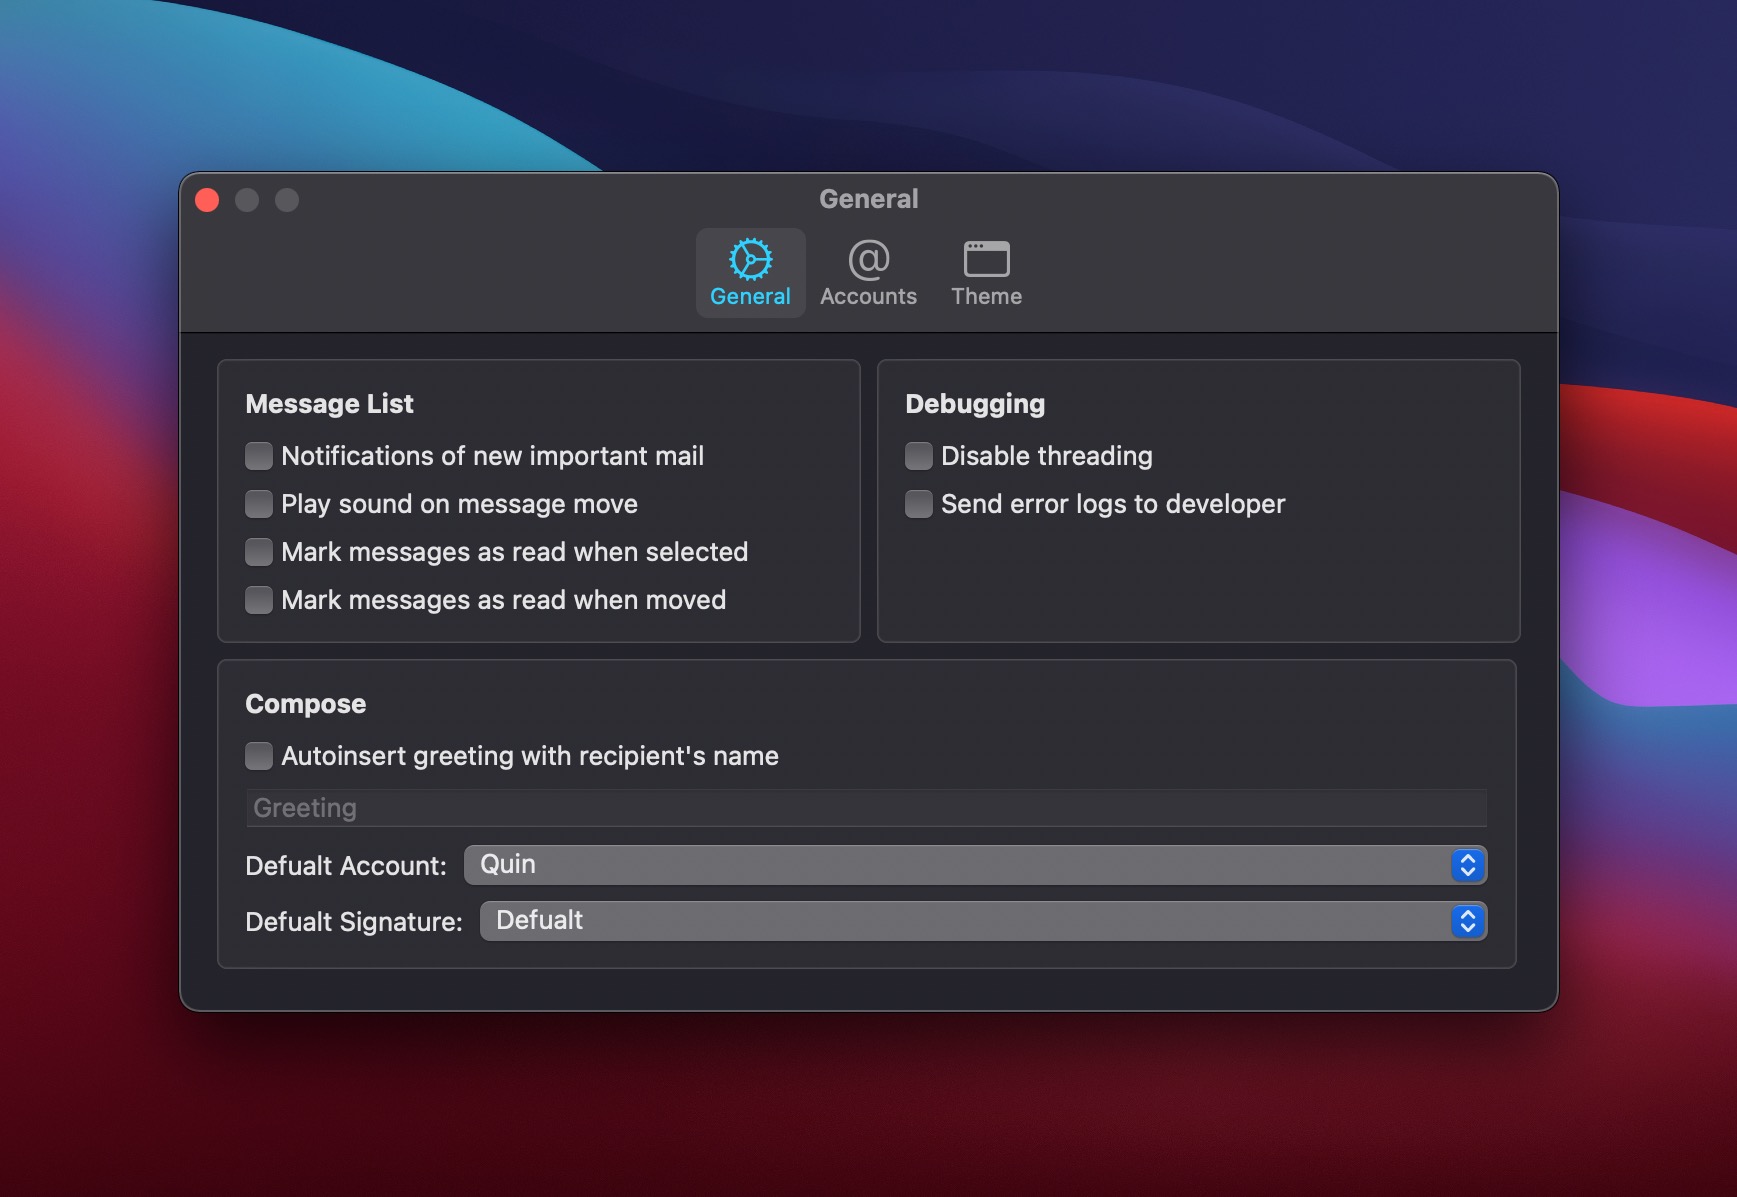 General
General
@
Accounts
Theme
Message List
Notifications of new important mail
Play sound on message move
Mark messages as read when selected
Mark messages as read when moved
Debugging
Disable threading
Send error logs to developer
Compose
Autoinsert greeting with recipient's name
Greeting
Defualt Account: Quin
Defualt Signature: Defualt